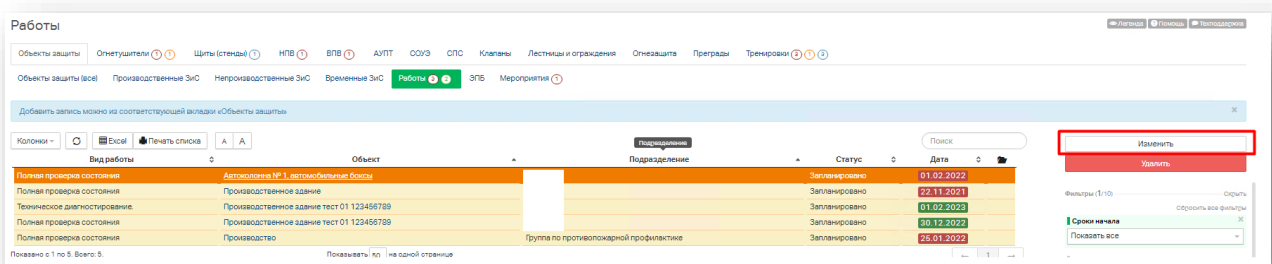 Работы
Легенда Помощь Техподдержка
Объекты защиты Огнетушители 1 1 Щиты (стенды) 1 НПВ 1 ВПВ 1 АУПТ СОУЭ СПС Клапаны Лестницы и ограждения Огнезащита Преграды Тренировки 3 1 3
Объекты защиты (все) Производственные ЗиС Непроизводственные ЗиС Временные ЗиС Работы 3 2 ЭПБ Мероприятия 1
Добавить запись можно из соответствующей вкладки «Объекты защиты» ×
Колонки Excel Печать списка A A Подразделение Поиск Изменить
Вид работы Объект Подразделение Статус Дата Удалить
Полная проверка состояния Автоколонна № 1, автомобильные боксы Запланировано 01.02.2022
Полная проверка состояния Производственное здание Запланировано 22.11.2021 Фильтры (1/10) Скрыть
Техническое диагностирование. Производственное здание тест 01 123456789 Запланировано 01.02.2023 Сбросить все фильтры
Полная проверка состояния Производственное здание тест 01 123456789 Запланировано 30.12.2022 Сроки начала ×
Полная проверка состояния Производство Группа по противопожарной профилактике Запланировано 25.01.2022 Показать все
Показано с 1 по 5. Всего: 5. Показывать 50 на одной странице ← 1 →